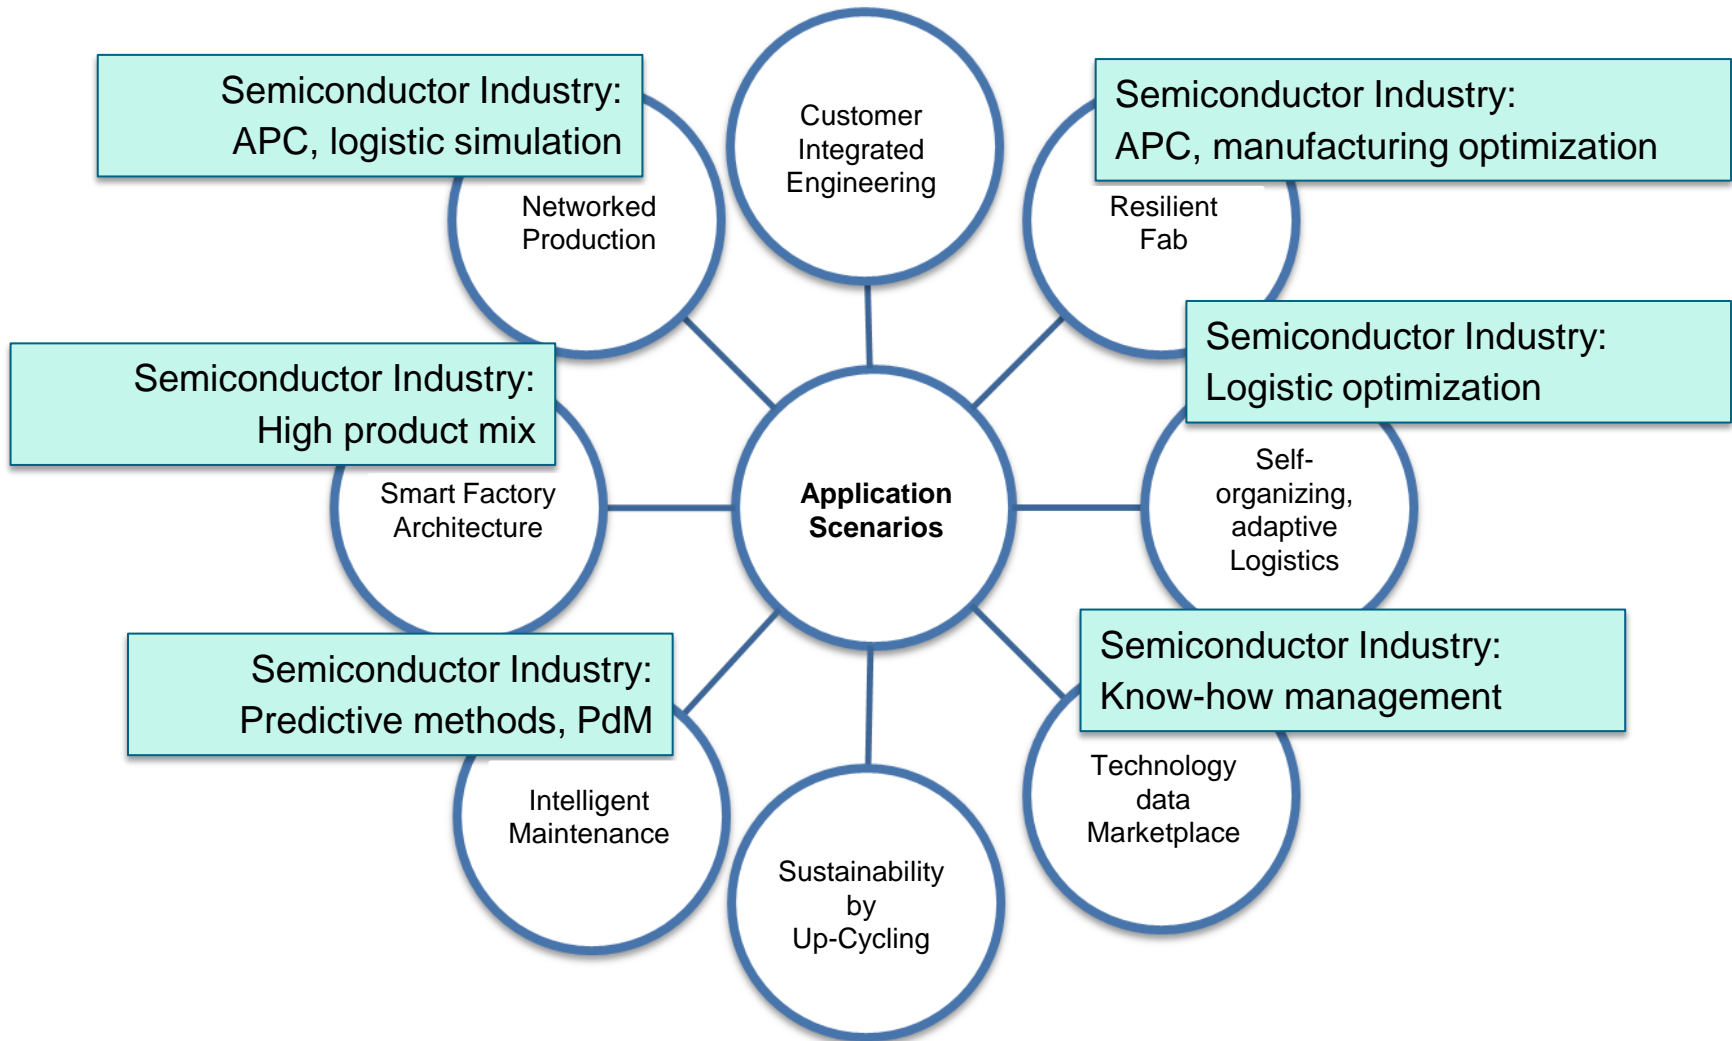 Semiconductor Industry:
APC, logistic simulation
Networked
Production
Customer
Integrated
Engineering
Semiconductor Industry:
APC, manufacturing optimization
Resilient
Fab
Semiconductor Industry:
High product mix
Smart Factory
Architecture
Application
Scenarios
Semiconductor Industry:
Logistic optimization
Self-
organizing,
adaptive
Logistics
Semiconductor Industry:
Predictive methods, PdM
Intelligent
Maintenance
Sustainability
by
Up-Cycling
Semiconductor Industry:
Know-how management
Technology
data
Marketplace